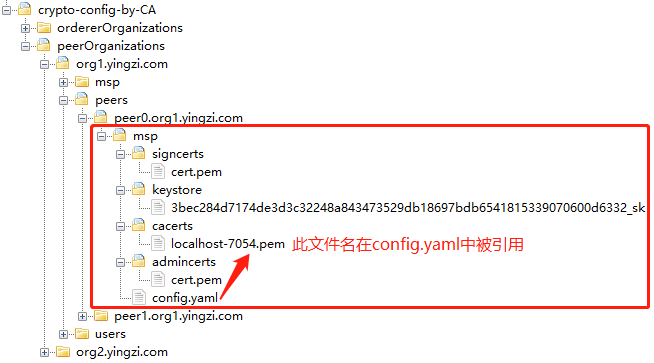 crypto-config-by-CA
ordererOrganizations
peerOrganizations
org1.yingzi.com
msp
peers
peer0.org1.yingzi.com
msp
signcerts
cert.pem
keystore
3bec284d7174de3d3c32248a843473529db18697bdb6541815339070600d6332_sk
cacerts
localhost-7054.pem 此文件名在config.yaml中被引用
admincerts
cert.pem
config.yaml
peer1.org1.yingzi.com
users
org2.yingzi.com